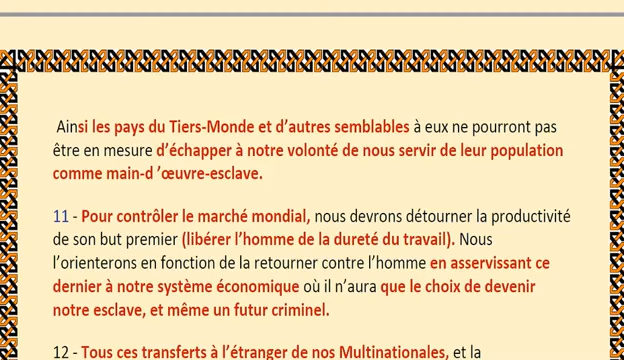 Ainsi les pays du Tiers-Monde et d’autres semblables à eux ne pourront pas
être en mesure d’échapper à notre volonté de nous servir de leur population
comme main-d ’œuvre-esclave.
11 - Pour contrôler le marché mondial, nous devrons détourner la productivité
de son but premier (libérer l’homme de la dureté du travail). Nous
l’orienterons en fonction de la retourner contre l’homme en asservissant ce
dernier à notre système économique où il n’aura que le choix de devenir
notre esclave, et même un futur criminel.
12 - Tous ces transferts à l’étranger de nos Multinationales, et la